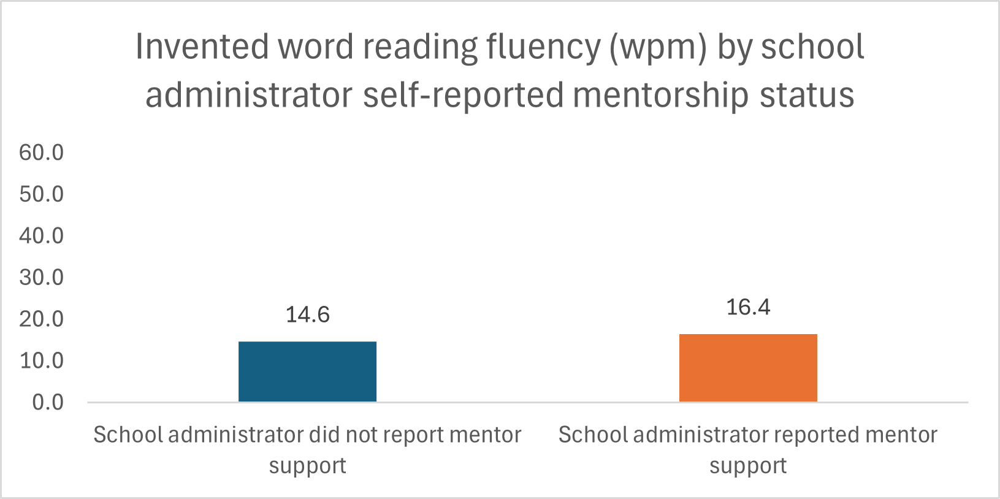 Invented word reading fluency (wpm) by school
administrator self-reported mentorship status
60.0
50.0
40.0
30.0
20.0
10.0
0.0
14.6
16.4
School administrator did not report mentor
support
School administrator reported mentor
support